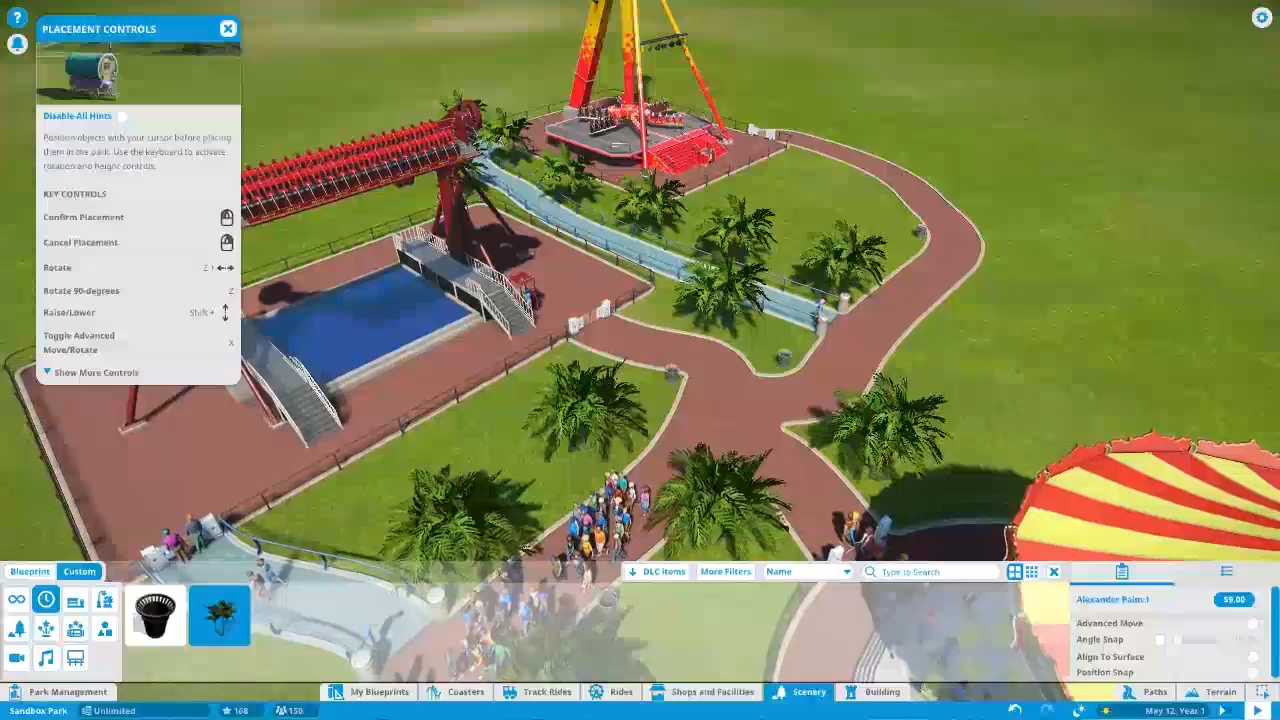 PLACEMENT CONTROLS
Disable All Hints
Position objects with your cursor before placing
them in the park. Use the keyboard to activate
rotation and height controls.
KEY CONTROLS
Confirm Placement
Cancel Placement
Rotate Z +
Rotate 90-degrees Z
Raise/Lower Shift +
Toggle Advanced
Move/Rotate X
Show More Controls
Blueprint Custom
DLC Items More Filters Name Type to Search
Alexander Palm 1 $9.00
Advanced Move
Angle Snap
Align To Surface
Position Snap
Park Management My Blueprints Coasters Track Rides Rides Shops and Facilities Scenery Building Paths Terrain
Sandbox Park Unlimited 168 150 May 12, Year 1